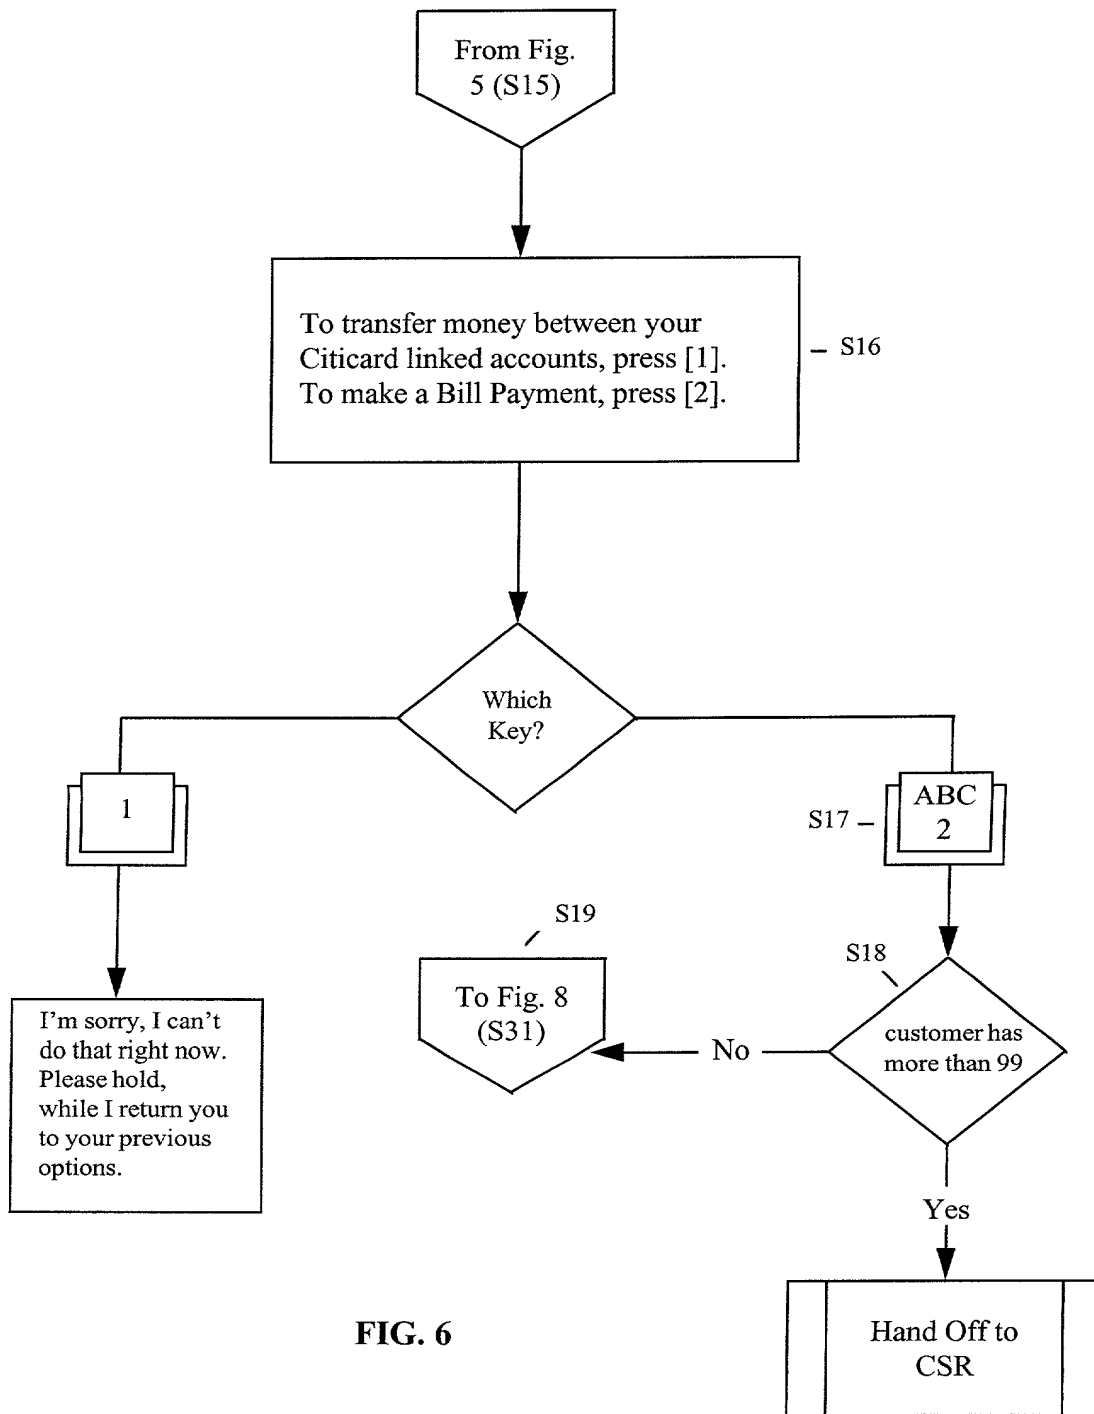 From Fig.
5 (S15)
To transfer money between your
Citicard linked accounts, press [1].
To make a Bill Payment, press [2].
S16
Which
Key?
1
S17
ABC
2
S19
To Fig. 8
(S31)
No
S18
customer has
more than 99
I'm sorry, I can't
do that right now.
Please hold,
while I return you
to your previous
options.
Yes
Hand Off to
CSR
FIG. 6